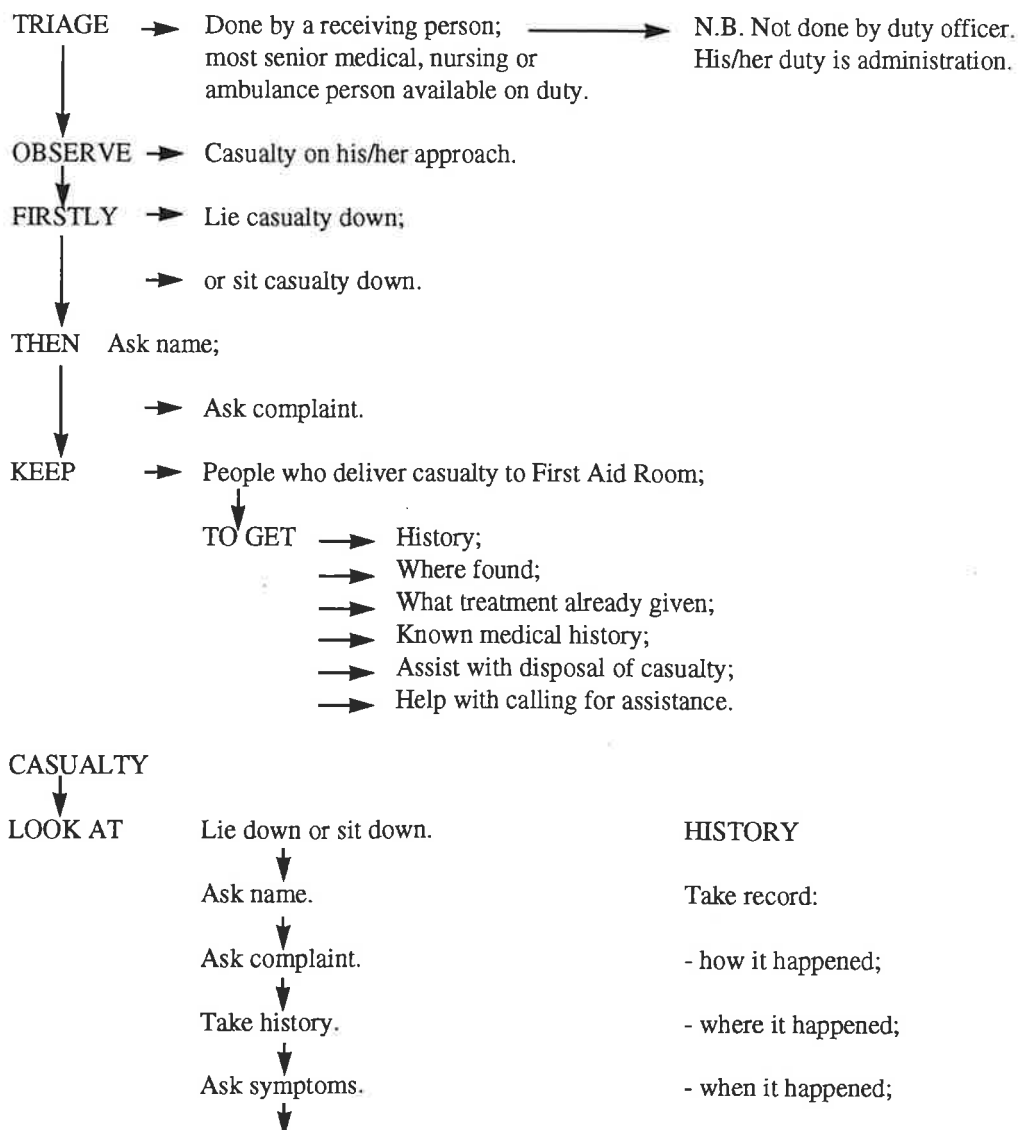 TRIAGE Done by a receiving person; N.B. Not done by duty officer.
most senior medical, nursing or His/her duty is administration.
ambulance person available on duty.
OBSERVE Casualty on his/her approach.
FIRSTLY Lie casualty down;
or sit casualty down.
THEN Ask name;
Ask complaint.
KEEP People who deliver casualty to First Aid Room;
TO GET History;
Where found;
What treatment already given;
Known medical history;
Assist with disposal of casualty;
Help with calling for assistance.
CASUALTY
LOOK AT Lie down or sit down. HISTORY
Ask name. Take record:
Ask complaint. - how it happened;
Take history. - where it happened;
Ask symptoms. - when it happened;